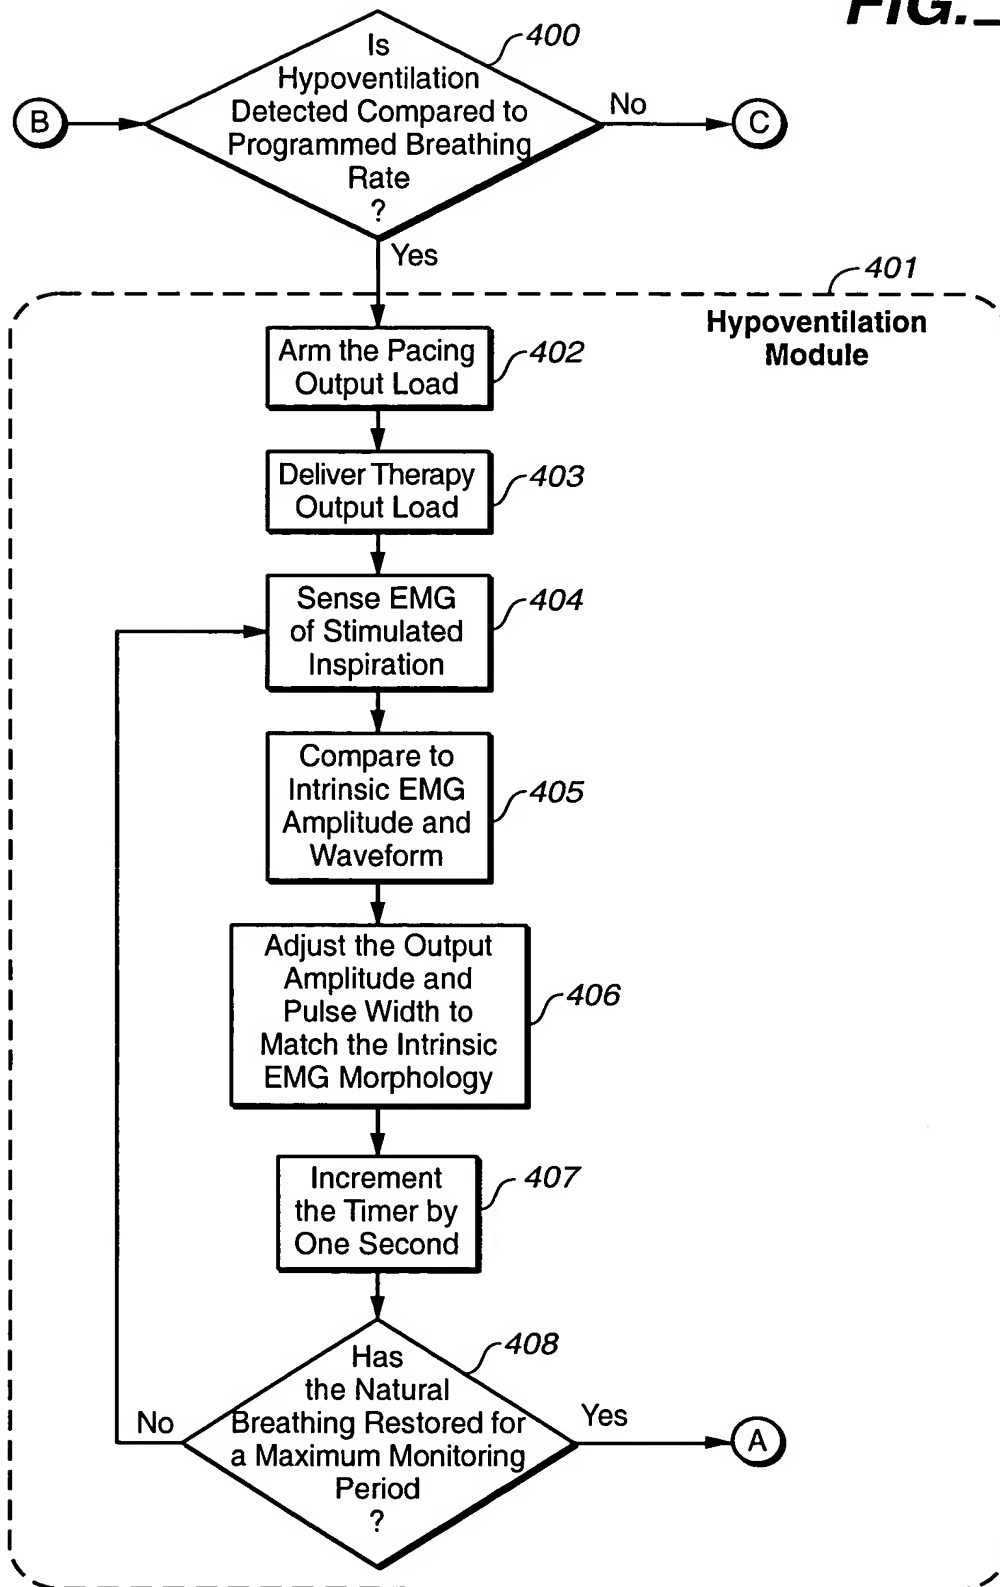 FIG._
400
Is
Hypoventilation
Detected Compared to
Programmed Breathing
Rate
?
B
No
C
Yes
401
Hypoventilation
Module
Arm the Pacing
Output Load
402
Deliver Therapy
Output Load
403
Sense EMG
of Stimulated
Inspiration
404
Compare to
Intrinsic EMG
Amplitude and
Waveform
405
Adjust the Output
Amplitude and
Pulse Width to
Match the Intrinsic
EMG Morphology
406
Increment
the Timer by
One Second
407
408
Has
the Natural
Breathing Restored for
a Maximum Monitoring
Period
?
No
Yes
A